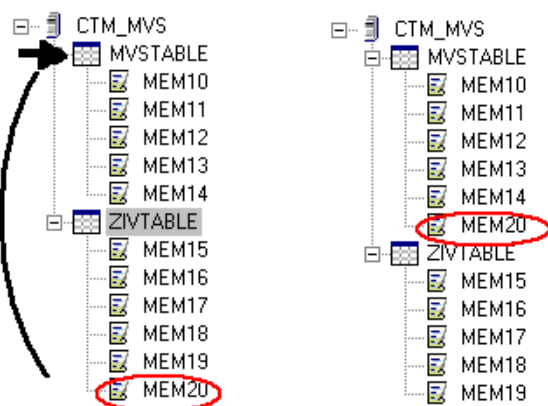 CTM_MVS
MVSTABLE
MEM10
MEM11
MEM12
MEM13
MEM14
ZIVTABLE
MEM15
MEM16
MEM17
MEM18
MEM19
MEM20
CTM_MVS
MVSTABLE
MEM10
MEM11
MEM12
MEM13
MEM14
MEM20
ZIVTABLE
MEM15
MEM16
MEM17
MEM18
MEM19